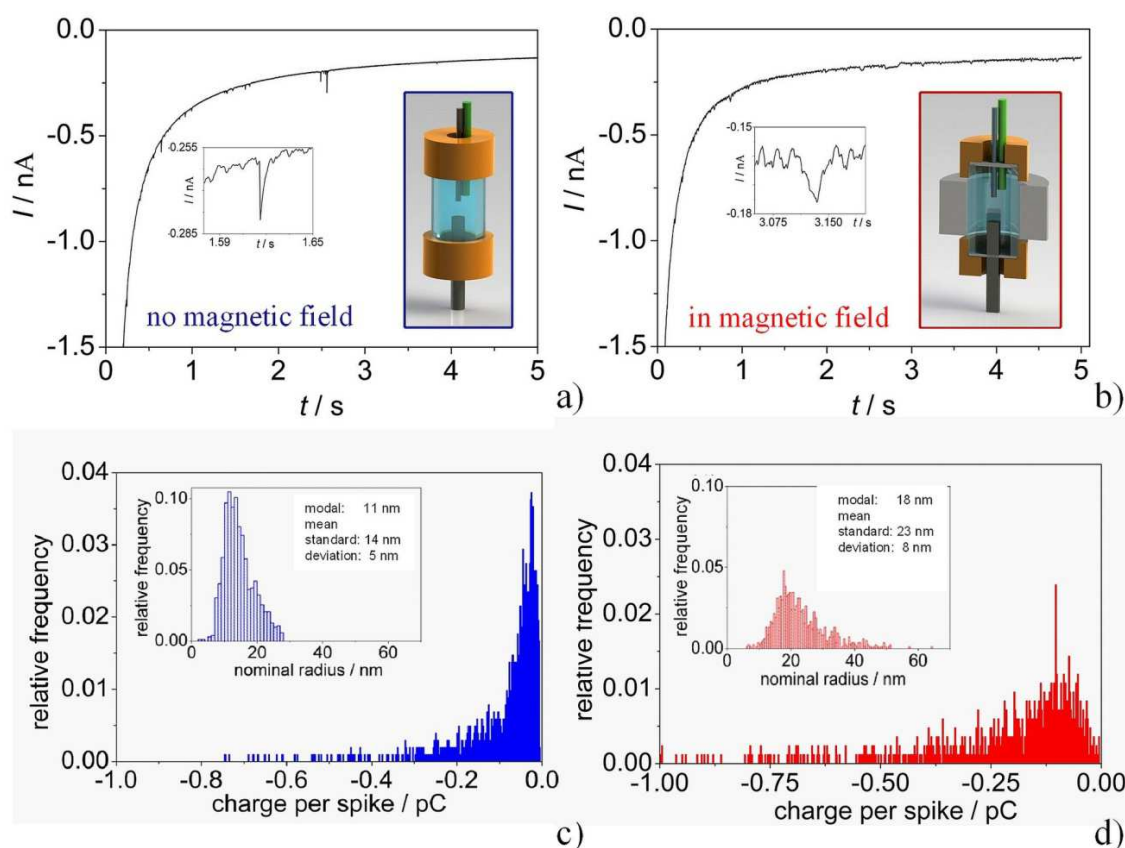 0.0
-0.5
-1.0
-1.5
I / nA
0 1 2 3 4 5
t / s
-0.255
-0.285
I / nA
1.59 t / s 1.65
no magnetic field
a)
0.0
-0.5
-1.0
-1.5
I / nA
0 1 2 3 4 5
t / s
-0.15
-0.18
I / nA
3.075 t / s 3.150
in magnetic field
b)
0.04
0.03
0.02
0.01
0.00
relative frequency
-1.0 -0.8 -0.6 -0.4 -0.2 0.0
charge per spike / pC
0.10
0.05
0.00
relative frequency
0 20 40 60
nominal radius / nm
modal: 11 nm
mean
standard: 14 nm
deviation: 5 nm
c)
0.04
0.03
0.02
0.01
0.00
relative frequency
-1.00 -0.75 -0.50 -0.25 0.00
charge per spike / pC
0.10
0.05
0.00
relative frequency
0 20 40 60
nominal radius / nm
modal: 18 nm
mean
standard: 23 nm
deviation: 8 nm
d)